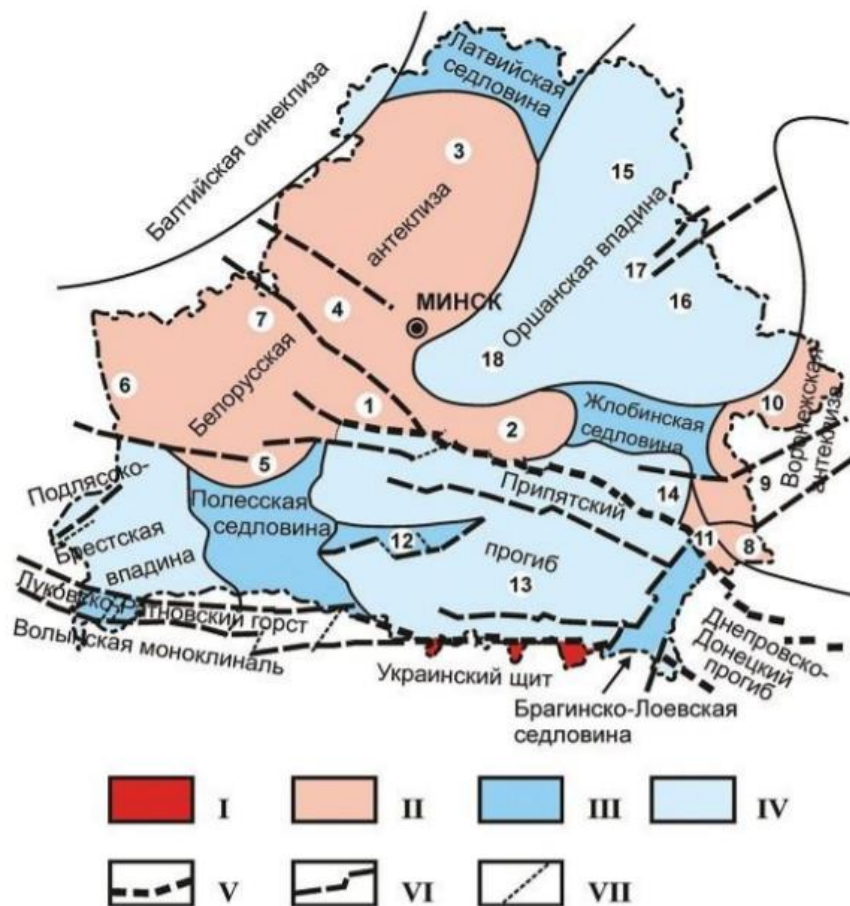 Латвийская
седловина
Балтийская синеклиза
3
15
антеклиза
Оршанская впадина
17
4
7
МИНСК
16
18
6
Белорусская
1
2
Жлобинская
седловина
10
Воронежская
антеклиза
9
5
Подлясско-
Брестская
впадина
Полесская
седловина
Припятский
прогиб
14
12
11
8
13
Луковско-Ратновский горст
Волынская моноклиналь
Украинский щит
Днепровско-
Донецкий
прогиб
Брагинско-Лоевская
седловина
I
II
III
IV
V
VI
VII